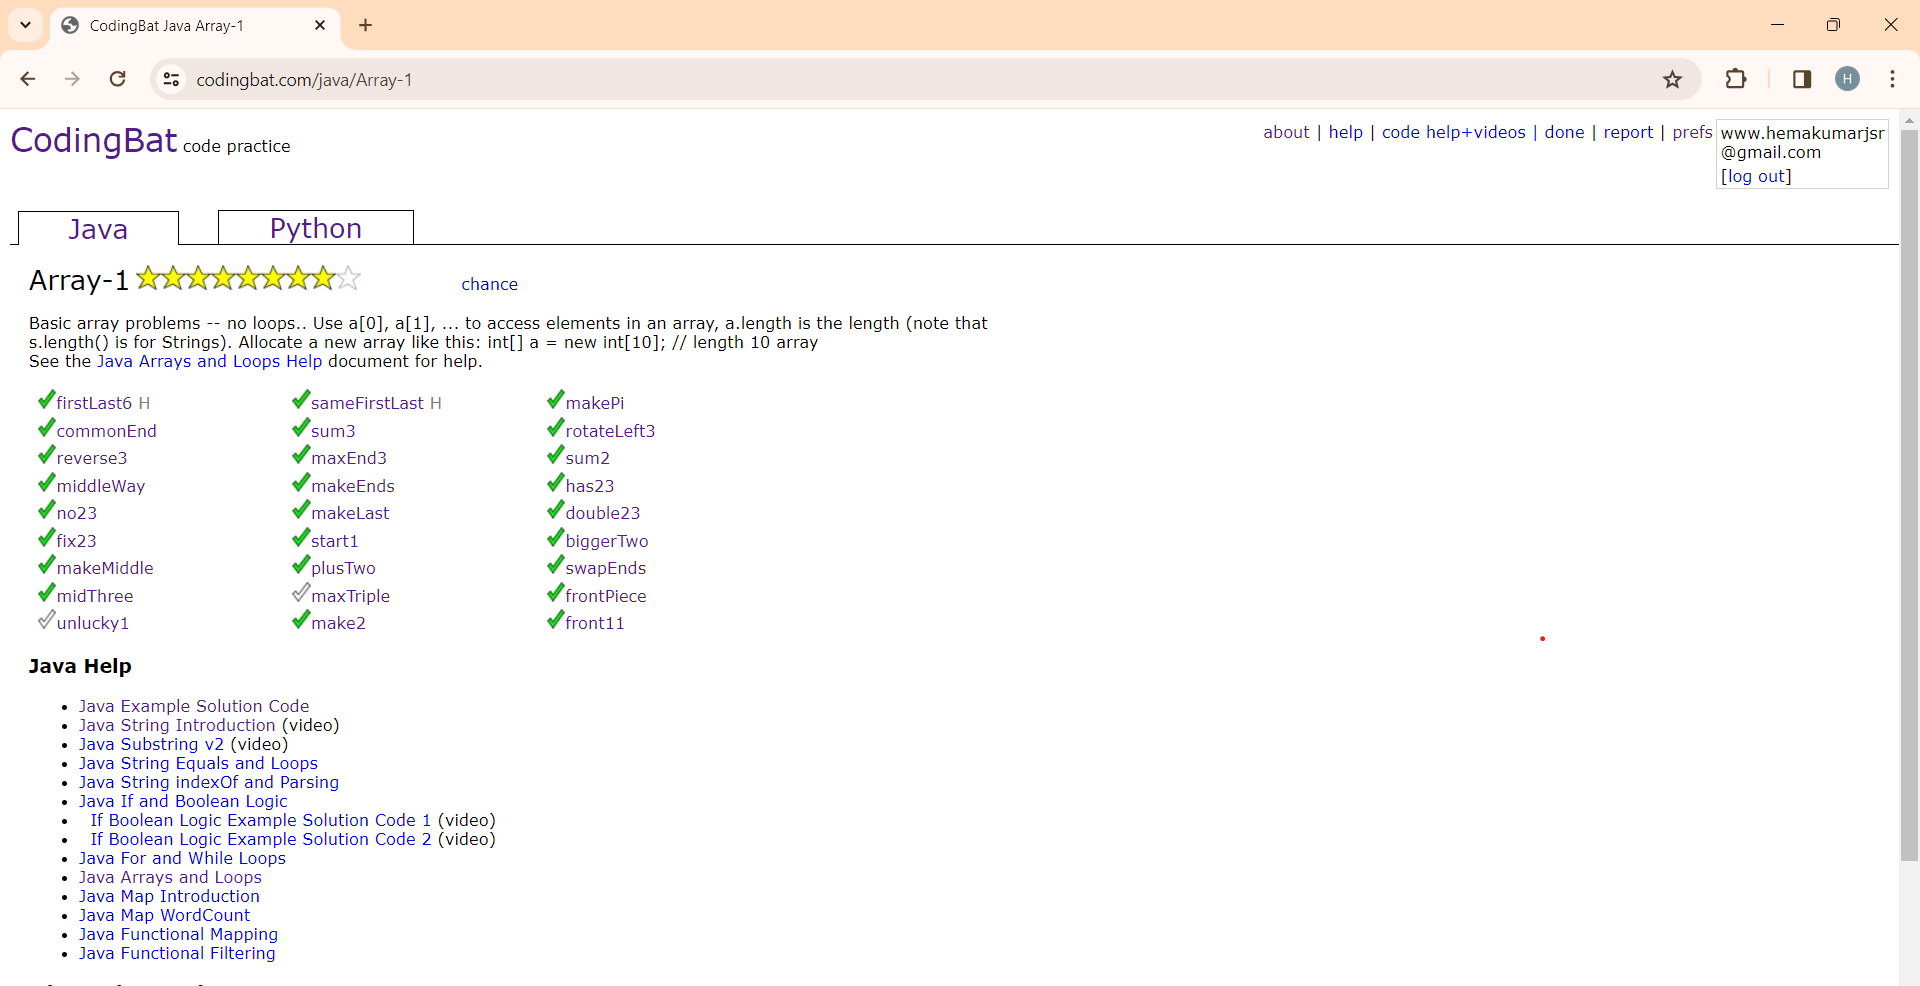 CodingBat Java Array-1
codingbat.com/java/Array-1
H
CodingBat code practice
about | help | code help+videos | done | report | prefs
www.hemakumarjsr
@gmail.com
[log out]
Java
Python
Array-1
chance
Basic array problems -- no loops.. Use a[0], a[1], ... to access elements in an array, a.length is the length (note that
s.length() is for Strings). Allocate a new array like this: int[] a = new int[10]; // length 10 array
See the Java Arrays and Loops Help document for help.
firstLast6 H sameFirstLast H makePi
commonEnd sum3 rotateLeft3
reverse3 maxEnd3 sum2
middleWay makeEnds has23
no23 makeLast double23
fix23 start1 biggerTwo
makeMiddle plusTwo swapEnds
midThree maxTriple frontPiece
unlucky1 make2 front11
Java Help
Java Example Solution Code
Java String Introduction (video)
Java Substring v2 (video)
Java String Equals and Loops
Java String indexOf and Parsing
Java If and Boolean Logic
If Boolean Logic Example Solution Code 1 (video)
If Boolean Logic Example Solution Code 2 (video)
Java For and While Loops
Java Arrays and Loops
Java Map Introduction
Java Map WordCount
Java Functional Mapping
Java Functional Filtering